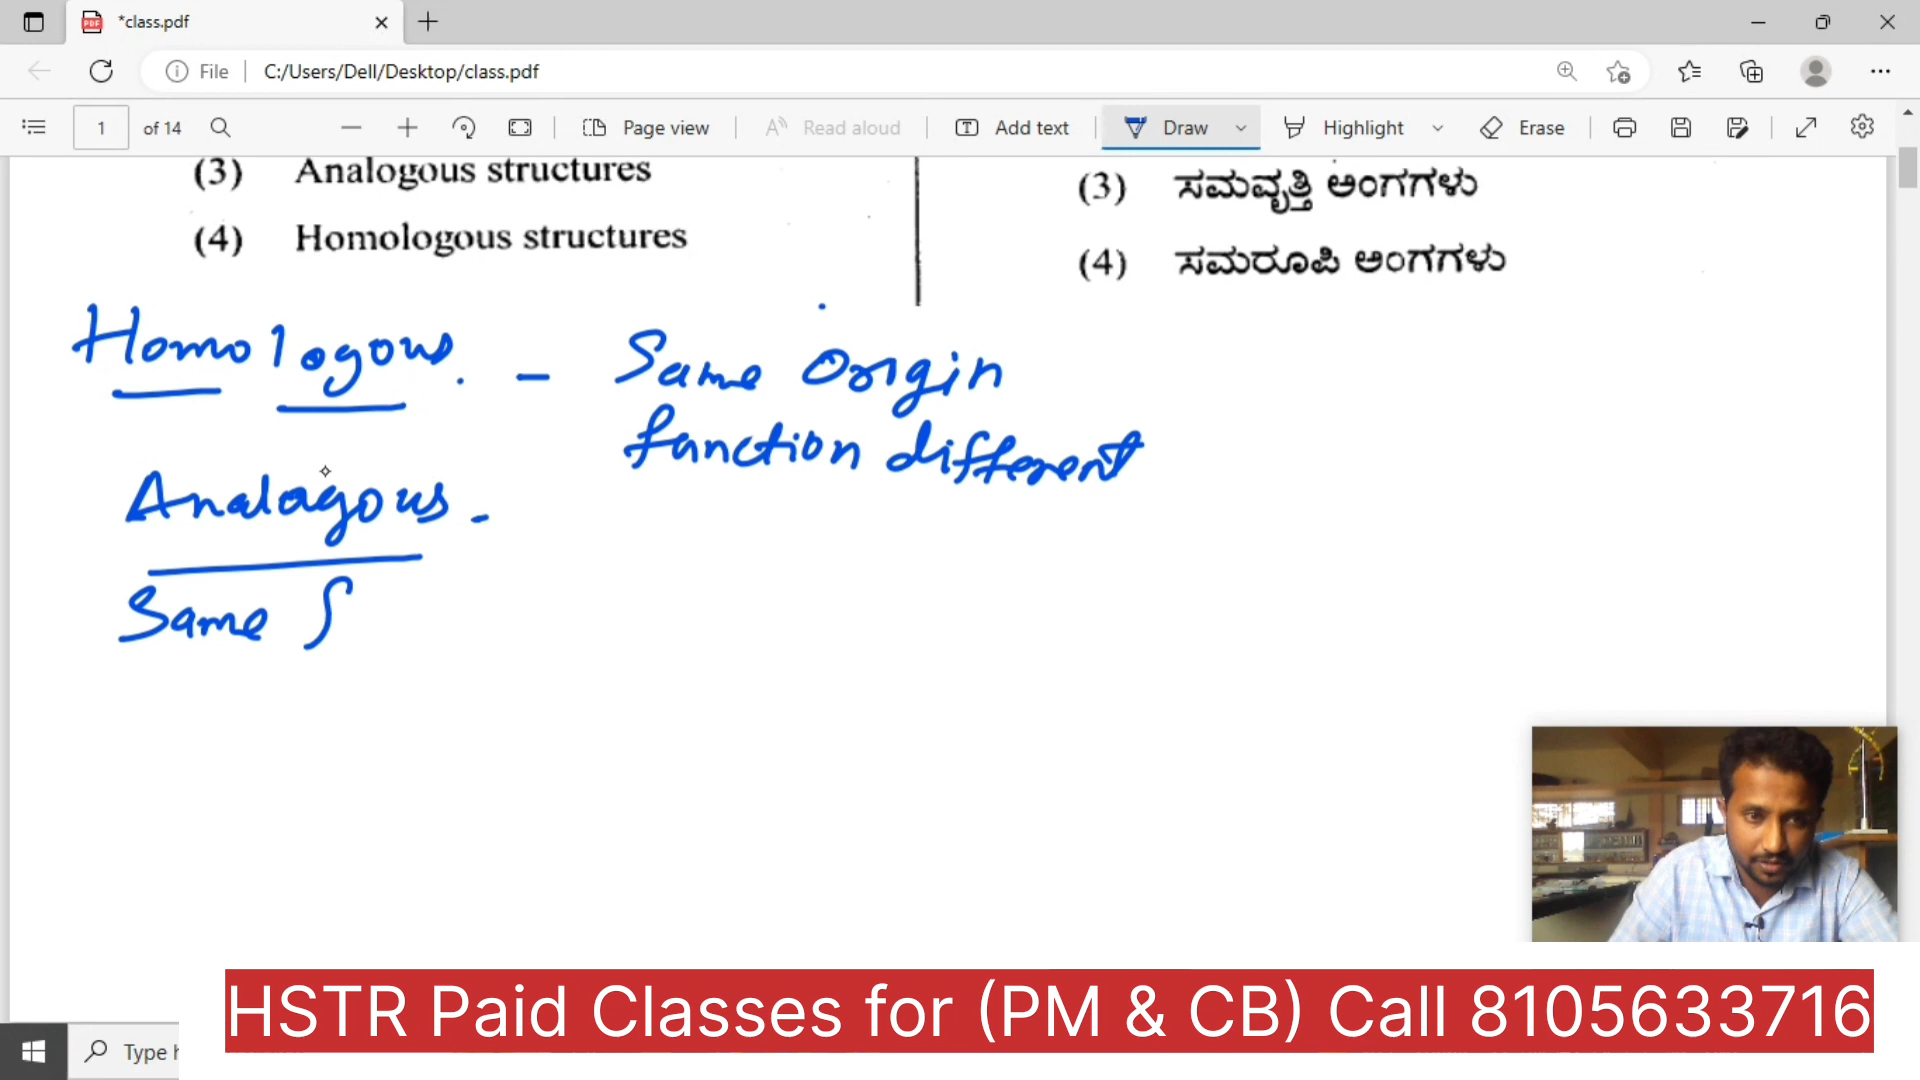 *class.pdf
File C:/Users/Dell/Desktop/class.pdf
1 of 14 Page view Read aloud Add text Draw Highlight Erase
(3) Analogous structures
(4) Homologous structures
(3) ಸಮವೃತ್ತಿ ಅಂಗಗಳು
(4) ಸಮರೂಪಿ ಅಂಗಗಳು
Homologous. - Same Origin
function different
Analagous -
Same
HSTR Paid Classes for (PM & CB) Call 8105633716
Type